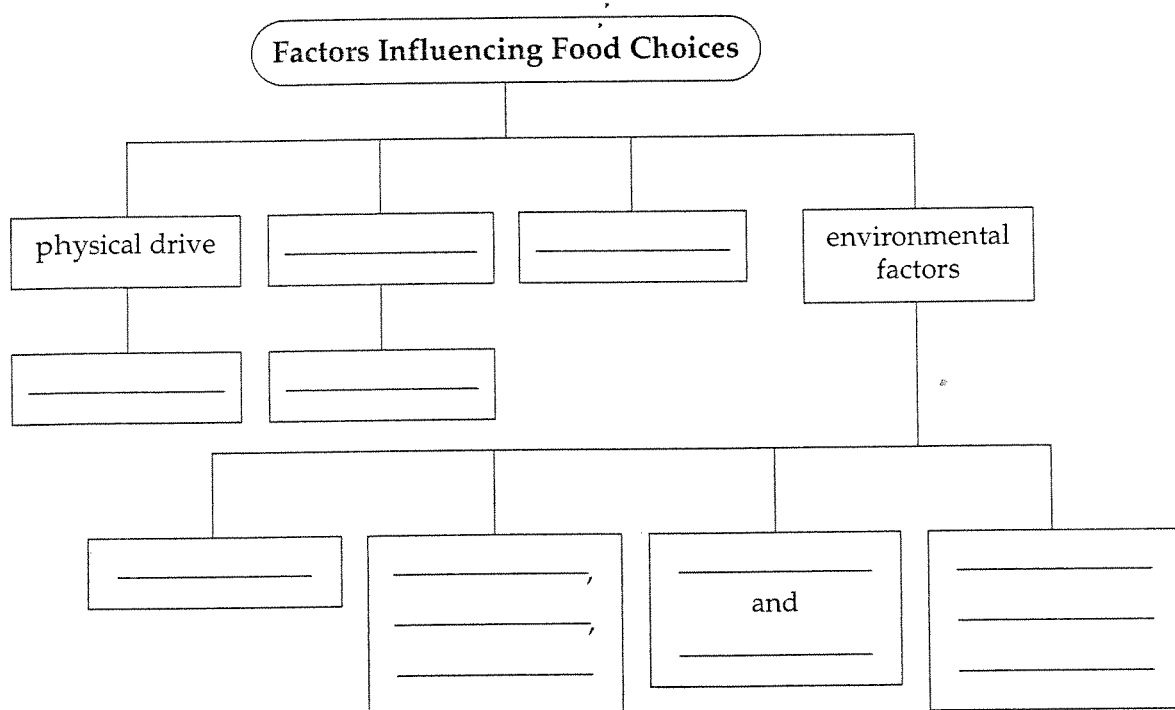 Factors Influencing Food Choices
physical drive
environmental
factors
,
and
,